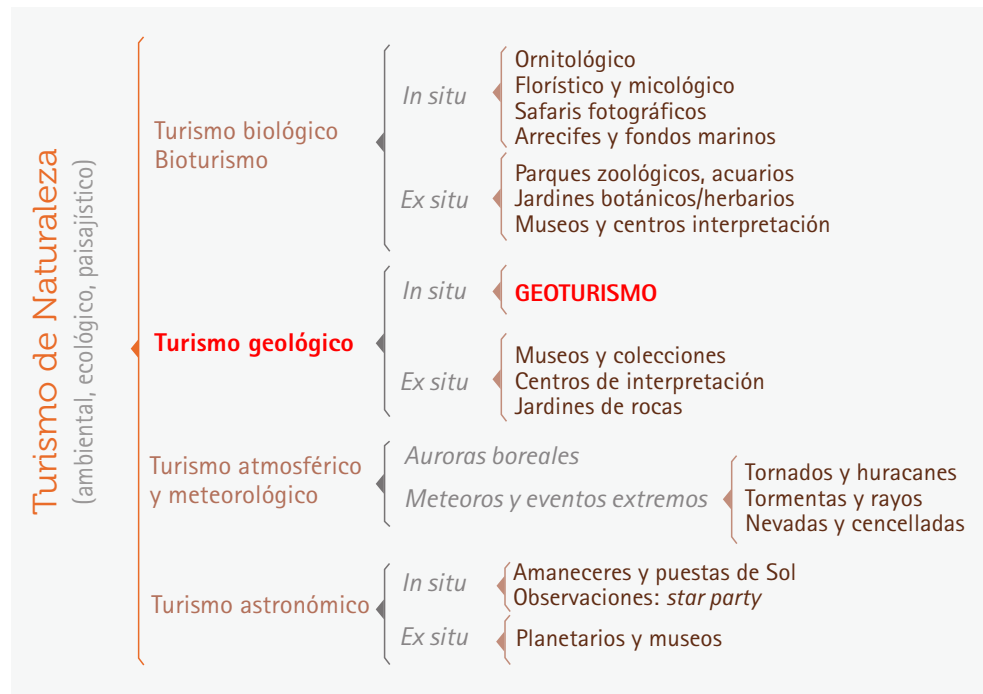 Turismo de Naturaleza
(ambiental, ecológico, paisajístico)
Turismo biológico
Bioturismo
In situ
Ornitológico
Florístico y micológico
Safaris fotográficos
Arrecifes y fondos marinos
Ex situ
Parques zoológicos, acuarios
Jardines botánicos/herbarios
Museos y centros interpretación
Turismo geológico
In situ
GEOTURISMO
Ex situ
Museos y colecciones
Centros de interpretación
Jardines de rocas
Turismo atmosférico
y meteorológico
Auroras boreales
Meteoros y eventos extremos
Tornados y huracanes
Tormentas y rayos
Nevadas y cencelladas
Turismo astronómico
In situ
Amaneceres y puestas de Sol
Observaciones: star party
Ex situ
Planetarios y museos